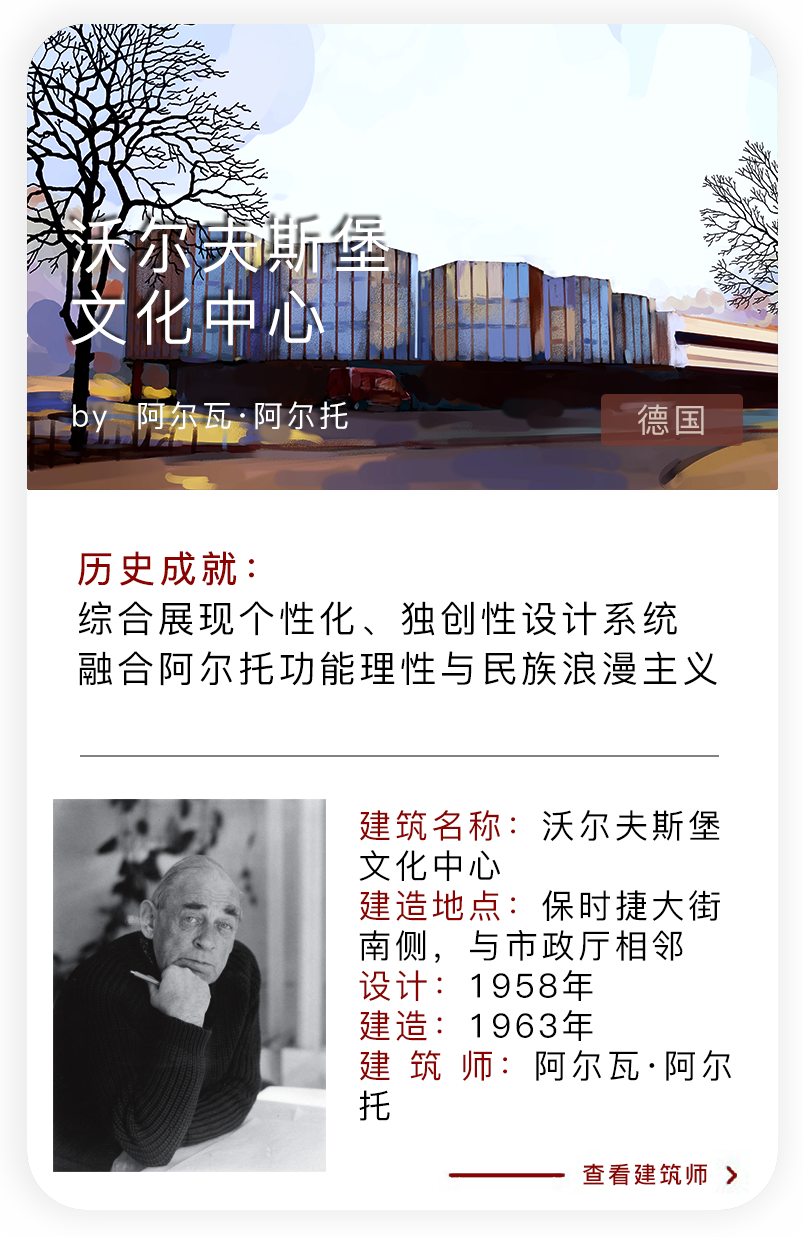 沃尔夫斯堡
文化中心
by 阿尔瓦·阿尔托
德国
历史成就：
综合展现个性化、独创性设计系统
融合阿尔托功能理性与民族浪漫主义
建筑名称：沃尔夫斯堡
文化中心
建造地点：保时捷大街
南侧，与市政厅相邻
设计：1958年
建造：1963年
建 筑 师：阿尔瓦·阿尔
托
查看建筑师